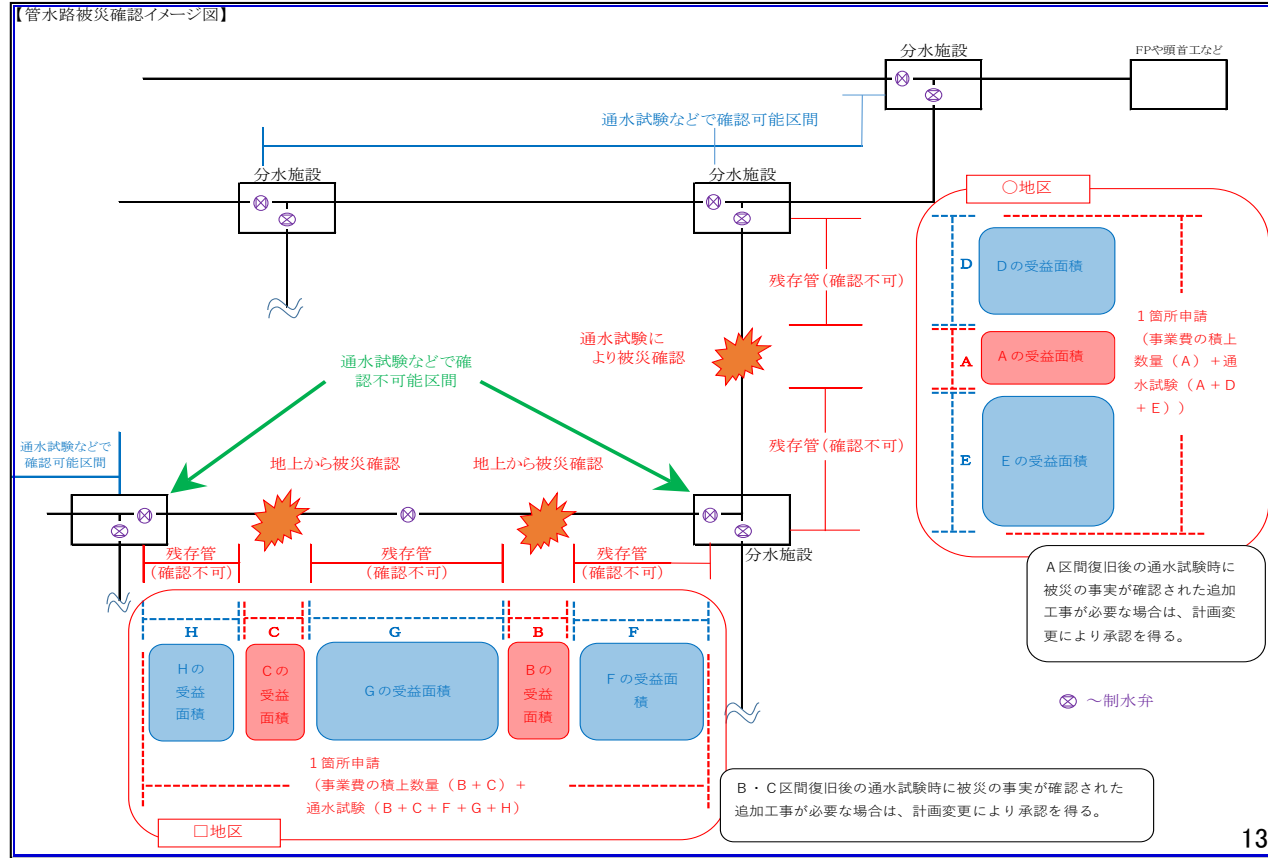 【管水路被災確認イメージ図】
分水施設
FPや頭首工など
通水試験などで確認可能区間
分水施設
分水施設
○地区
残存管(確認不可)
D
Dの受益面積
通水試験に
より被災確認
A
Aの受益面積
1箇所申請
(事業費の積上
数量(A)+通
水試験(A+D
+E))
通水試験などで確
認不可能区間
残存管(確認不可)
E
Eの受益面積
通水試験などで
確認可能区間
地上から被災確認
地上から被災確認
分水施設
残存管
(確認不可)
残存管
(確認不可)
残存管
(確認不可)
A区間復旧後の通水試験時に
被災の事実が確認された追加
工事が必要な場合は、計画変
更により承認を得る。
H
C
G
B
F
Hの
受益
面積
Cの
受益
面積
Gの受益面積
Bの
受益
面積
Fの受益面
積
~制水弁
1箇所申請
(事業費の積上数量(B+C)+
通水試験(B+C+F+G+H)
□地区
B・C区間復旧後の通水試験時に被災の事実が確認された
追加工事が必要な場合は、計画変更により承認を得る。
13